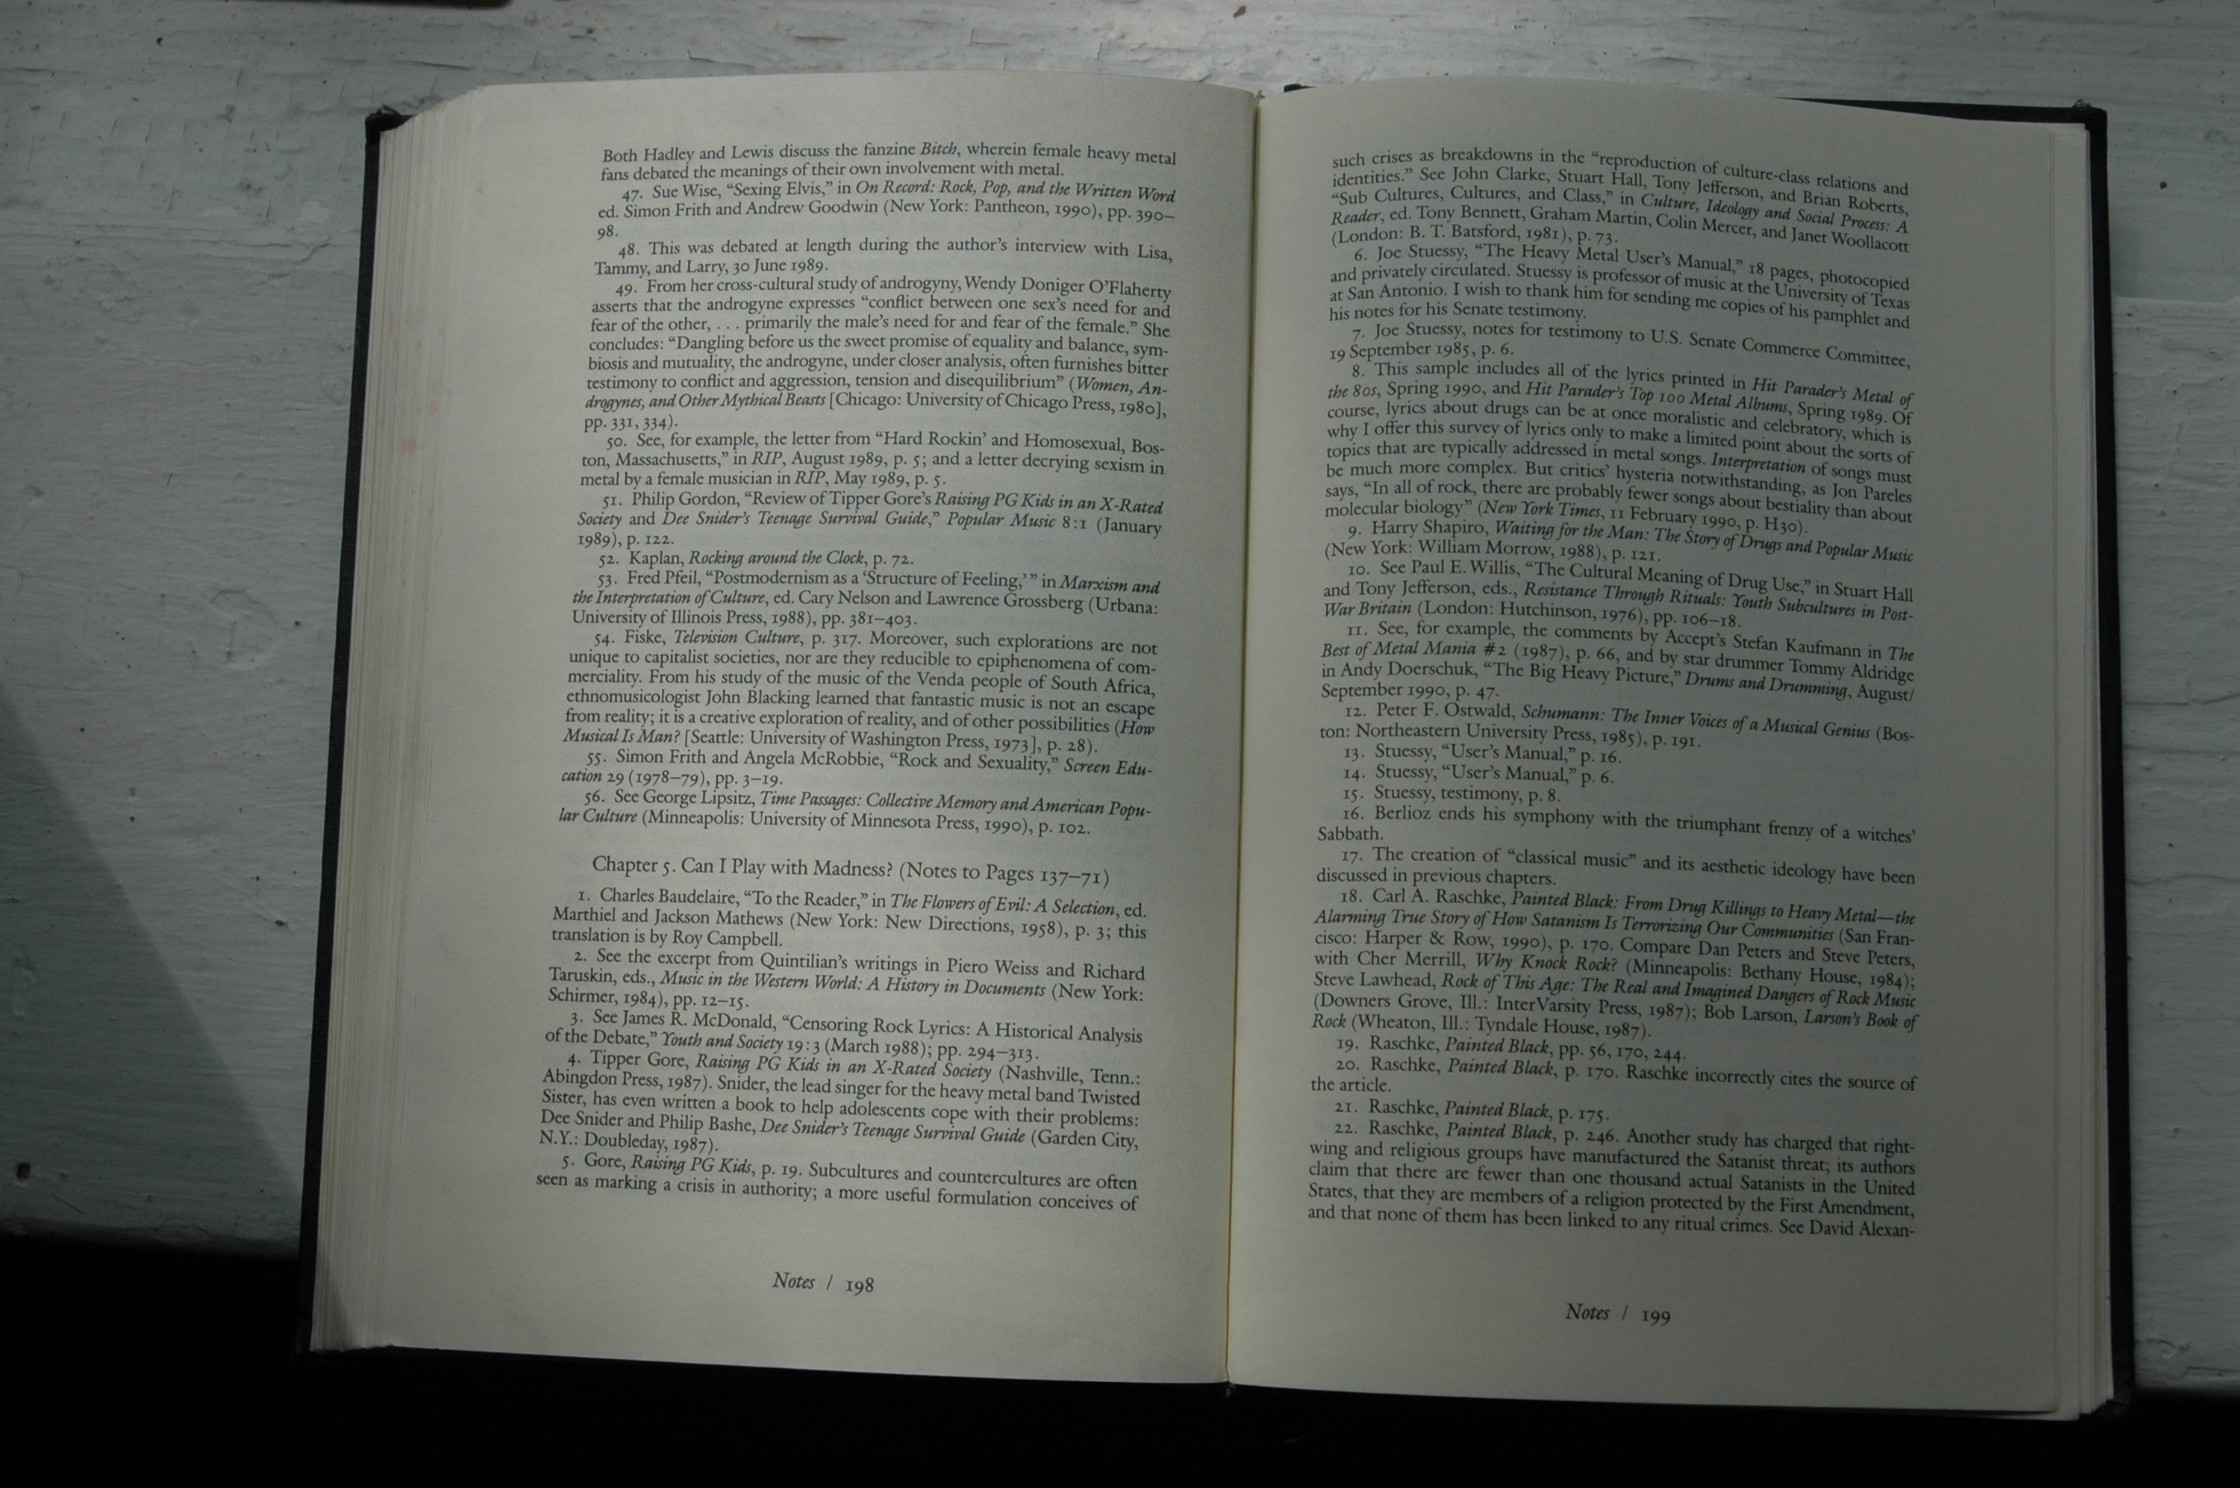 Both Hadley and Lewis discuss the fanzine Bitch, wherein female heavy metal
fans debated the meanings of their own involvement with metal.
47. Sue Wise, “Sexing Elvis,” in On Record: Rock, Pop, and the Written Word
ed. Simon Frith and Andrew Goodwin (New York: Pantheon, 1990), pp. 390–
98.
48. This was debated at length during the author’s interview with Lisa,
Tammy, and Larry, 30 June 1989.
49. From her cross-cultural study of androgyny, Wendy Doniger O’Flaherty
asserts that the androgyne expresses “conflict between one sex’s need for and
fear of the other, . . . primarily the male’s need for and fear of the female.” She
concludes: “Dangling before us the sweet promise of equality and balance, sym-
biosis and mutuality, the androgyne, under closer analysis, often furnishes bitter
testimony to conflict and aggression, tension and disequilibrium” (Women, An-
drogynes, and Other Mythical Beasts [Chicago: University of Chicago Press, 1980],
pp. 331, 334).
50. See, for example, the letter from “Hard Rockin’ and Homosexual, Bos-
ton, Massachusetts,” in RIP, August 1989, p. 5; and a letter decrying sexism in
metal by a female musician in RIP, May 1989, p. 5.
51. Philip Gordon, “Review of Tipper Gore’s Raising PG Kids in an X-Rated
Society and Dee Snider’s Teenage Survival Guide,” Popular Music 8:1 (January
1989), p. 122.
52. Kaplan, Rocking around the Clock, p. 72.
53. Fred Pfeil, “Postmodernism as a ‘Structure of Feeling,’” in Marxism and
the Interpretation of Culture, ed. Cary Nelson and Lawrence Grossberg (Urbana:
University of Illinois Press, 1988), pp. 381–403.
54. Fiske, Television Culture, p. 317. Moreover, such explorations are not
unique to capitalist societies, nor are they reducible to epiphenomena of com-
merciality. From his study of the music of the Venda people of South Africa,
ethnomusicologist John Blacking learned that fantastic music is not an escape
from reality; it is a creative exploration of reality, and of other possibilities (How
Musical Is Man? [Seattle: University of Washington Press, 1973], p. 28).
55. Simon Frith and Angela McRobbie, “Rock and Sexuality,” Screen Edu-
cation 29 (1978–79), pp. 3–19.
56. See George Lipsitz, Time Passages: Collective Memory and American Popu-
lar Culture (Minneapolis: University of Minnesota Press, 1990), p. 102.
Chapter 5. Can I Play with Madness? (Notes to Pages 137–71)
1. Charles Baudelaire, “To the Reader,” in The Flowers of Evil: A Selection, ed.
Marthiel and Jackson Mathews (New York: New Directions, 1958), p. 3; this
translation is by Roy Campbell.
2. See the excerpt from Quintilian’s writings in Piero Weiss and Richard
Taruskin, eds., Music in the Western World: A History in Documents (New York:
Schirmer, 1984), pp. 12–15.
3. See James R. McDonald, “Censoring Rock Lyrics: A Historical Analysis
of the Debate,” Youth and Society 19:3 (March 1988); pp. 294–313.
4. Tipper Gore, Raising PG Kids in an X-Rated Society (Nashville, Tenn.:
Abingdon Press, 1987). Snider, the lead singer for the heavy metal band Twisted
Sister, has even written a book to help adolescents cope with their problems:
Dee Snider and Philip Bashe, Dee Snider’s Teenage Survival Guide (Garden City,
N.Y.: Doubleday, 1987).
5. Gore, Raising PG Kids, p. 19. Subcultures and countercultures are often
seen as marking a crisis in authority; a more useful formulation conceives of
Notes / 198
such crises as breakdowns in the “reproduction of culture-class relations and
identities.” See John Clarke, Stuart Hall, Tony Jefferson, and Brian Roberts,
“Sub Cultures, Cultures, and Class,” in Culture, Ideology and Social Process: A
Reader, ed. Tony Bennett, Graham Martin, Colin Mercer, and Janet Woollacott
(London: B. T. Batsford, 1981), p. 73.
6. Joe Stuessy, “The Heavy Metal User’s Manual,” 18 pages, photocopied
and privately circulated. Stuessy is professor of music at the University of Texas
at San Antonio. I wish to thank him for sending me copies of his pamphlet and
his notes for his Senate testimony.
7. Joe Stuessy, notes for testimony to U.S. Senate Commerce Committee,
19 September 1985, p. 6.
8. This sample includes all of the lyrics printed in Hit Parader’s Metal of
the 80s, Spring 1990, and Hit Parader’s Top 100 Metal Albums, Spring 1989. Of
course, lyrics about drugs can be at once moralistic and celebratory, which is
why I offer this survey of lyrics only to make a limited point about the sorts of
topics that are typically addressed in metal songs. Interpretation of songs must
be much more complex. But critics’ hysteria notwithstanding, as Jon Pareles
says, “In all of rock, there are probably fewer songs about bestiality than about
molecular biology” (New York Times, 11 February 1990, p. H30).
9. Harry Shapiro, Waiting for the Man: The Story of Drugs and Popular Music
(New York: William Morrow, 1988), p. 121.
10. See Paul E. Willis, “The Cultural Meaning of Drug Use,” in Stuart Hall
and Tony Jefferson, eds., Resistance Through Rituals: Youth Subcultures in Post-
War Britain (London: Hutchinson, 1976), pp. 106–18.
11. See, for example, the comments by Accept’s Stefan Kaufmann in The
Best of Metal Mania #2 (1987), p. 66, and by star drummer Tommy Aldridge
in Andy Doerschuk, “The Big Heavy Picture,” Drums and Drumming, August/
September 1990, p. 47.
12. Peter F. Ostwald, Schumann: The Inner Voices of a Musical Genius (Bos-
ton: Northeastern University Press, 1985), p. 191.
13. Stuessy, “User’s Manual,” p. 16.
14. Stuessy, “User’s Manual,” p. 6.
15. Stuessy, testimony, p. 8.
16. Berlioz ends his symphony with the triumphant frenzy of a witches’
Sabbath.
17. The creation of “classical music” and its aesthetic ideology have been
discussed in previous chapters.
18. Carl A. Raschke, Painted Black: From Drug Killings to Heavy Metal—the
Alarming True Story of How Satanism Is Terrorizing Our Communities (San Fran-
cisco: Harper & Row, 1990), p. 170. Compare Dan Peters and Steve Peters,
with Cher Merrill, Why Knock Rock? (Minneapolis: Bethany House, 1984);
Steve Lawhead, Rock of This Age: The Real and Imagined Dangers of Rock Music
(Downers Grove, Ill.: InterVarsity Press, 1987); Bob Larson, Larson’s Book of
Rock (Wheaton, Ill.: Tyndale House, 1987).
19. Raschke, Painted Black, pp. 56, 170, 244.
20. Raschke, Painted Black, p. 170. Raschke incorrectly cites the source of
the article.
21. Raschke, Painted Black, p. 175.
22. Raschke, Painted Black, p. 246. Another study has charged that right-
wing and religious groups have manufactured the Satanist threat; its authors
claim that there are fewer than one thousand actual Satanists in the United
States, that they are members of a religion protected by the First Amendment,
and that none of them has been linked to any ritual crimes. See David Alexan-
Notes / 199